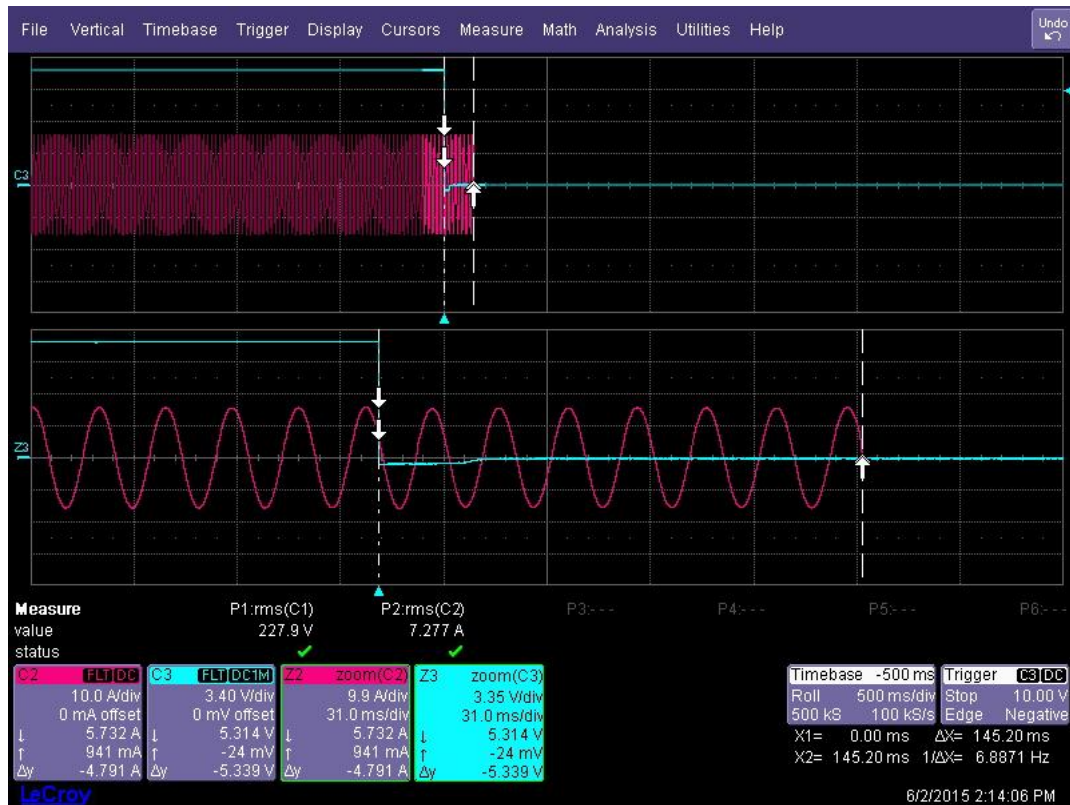 File Vertical Timebase Trigger Display Cursors Measure Math Analysis Utilities Help Undo
C3
Z3
Measure P1:rms(C1) P2:rms(C2) P3:- - - P4:- - - P5:- - - P6:- - -
value 227.9 V 7.277 A
status
C2 FLT DC
10.0 A/div
0 mA offset
↓ 5.732 A
↑ 941 mA
Δy -4.791 A
C3 FLT DC1M
3.40 V/div
0 mV offset
↓ 5.314 V
↑ -24 mV
Δy -5.339 V
Z2 zoom(C2)
9.9 A/div
31.0 ms/div
↓ 5.732 A
↑ 941 mA
Δy -4.791 A
Z3 zoom(C3)
3.35 V/div
31.0 ms/div
↓ 5.314 V
↑ -24 mV
Δy -5.339 V
Timebase -500 ms
Roll 500 ms/div
500 kS 100 kS/s
Trigger C3 DC
Stop 10.00 V
Edge Negative
X1= 0.00 ms ΔX= 145.20 ms
X2= 145.20 ms 1/ΔX= 6.8871 Hz
LeCroy
6/2/2015 2:14:06 PM